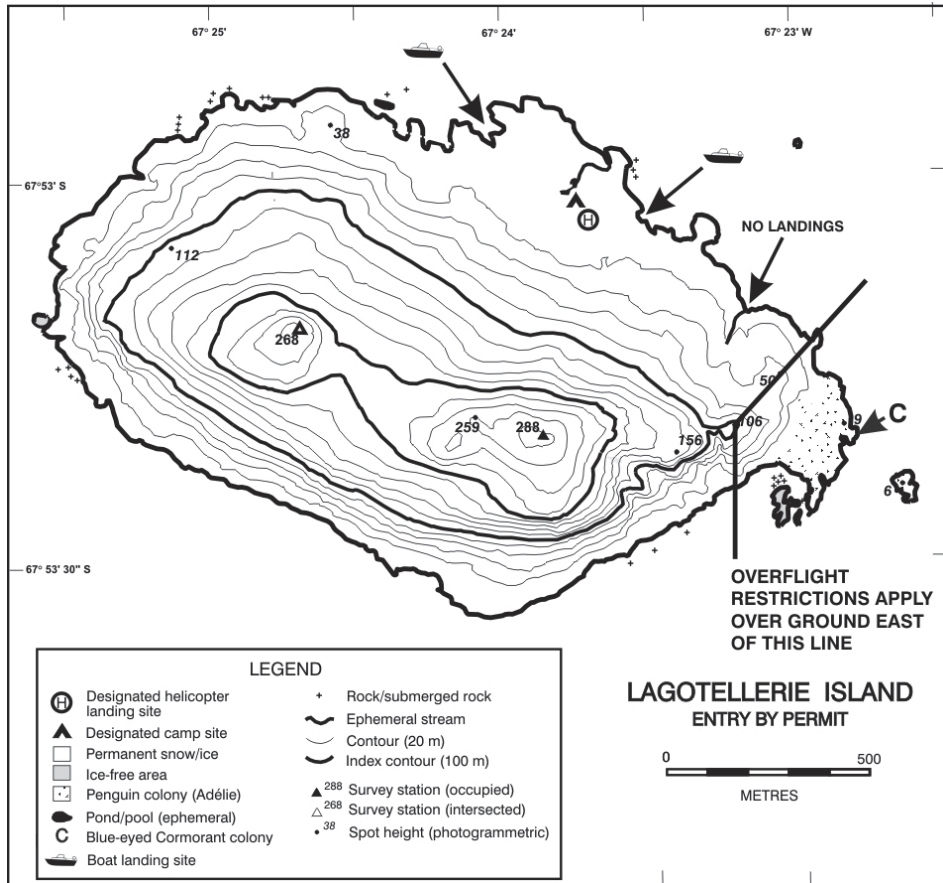 67° 25'
67° 24'
67° 23' W
38
67° 53' S
H
NO LANDINGS
112
268
50
259
288
106
9
C
156
6
67° 53' 30" S
OVERFLIGHT
RESTRICTIONS APPLY
OVER GROUND EAST
OF THIS LINE
LEGEND
H Designated helicopter
landing site
Designated camp site
Permanent snow/ice
Ice-free area
Penguin colony (Adélie)
Pond/pool (ephemeral)
C Blue-eyed Cormorant colony
Boat landing site
+ Rock/submerged rock
Ephemeral stream
Contour (20 m)
Index contour (100 m)
288 Survey station (occupied)
268 Survey station (intersected)
38 Spot height (photogrammetric)
LAGOTELLERIE ISLAND
ENTRY BY PERMIT
0 500
METRES